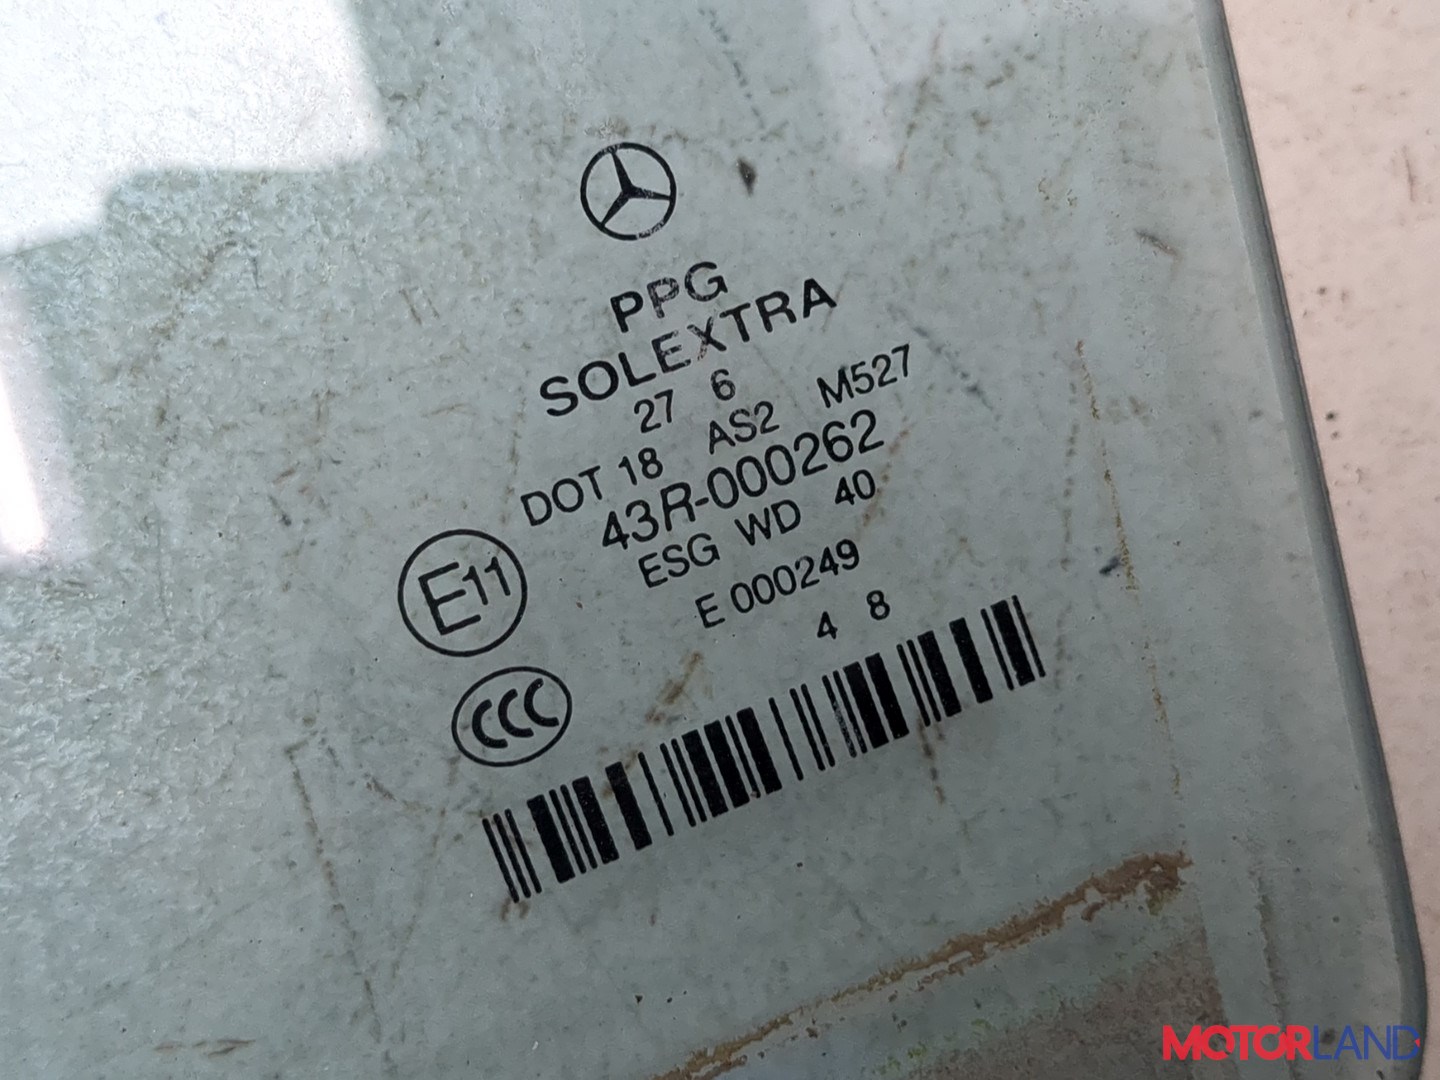 PPG
SOLEXTRA
27 6
DOT 18 AS2 M527
43R-000262
ESG WD 40
E 000249
4 8
E11
CCC
MOTORLAND